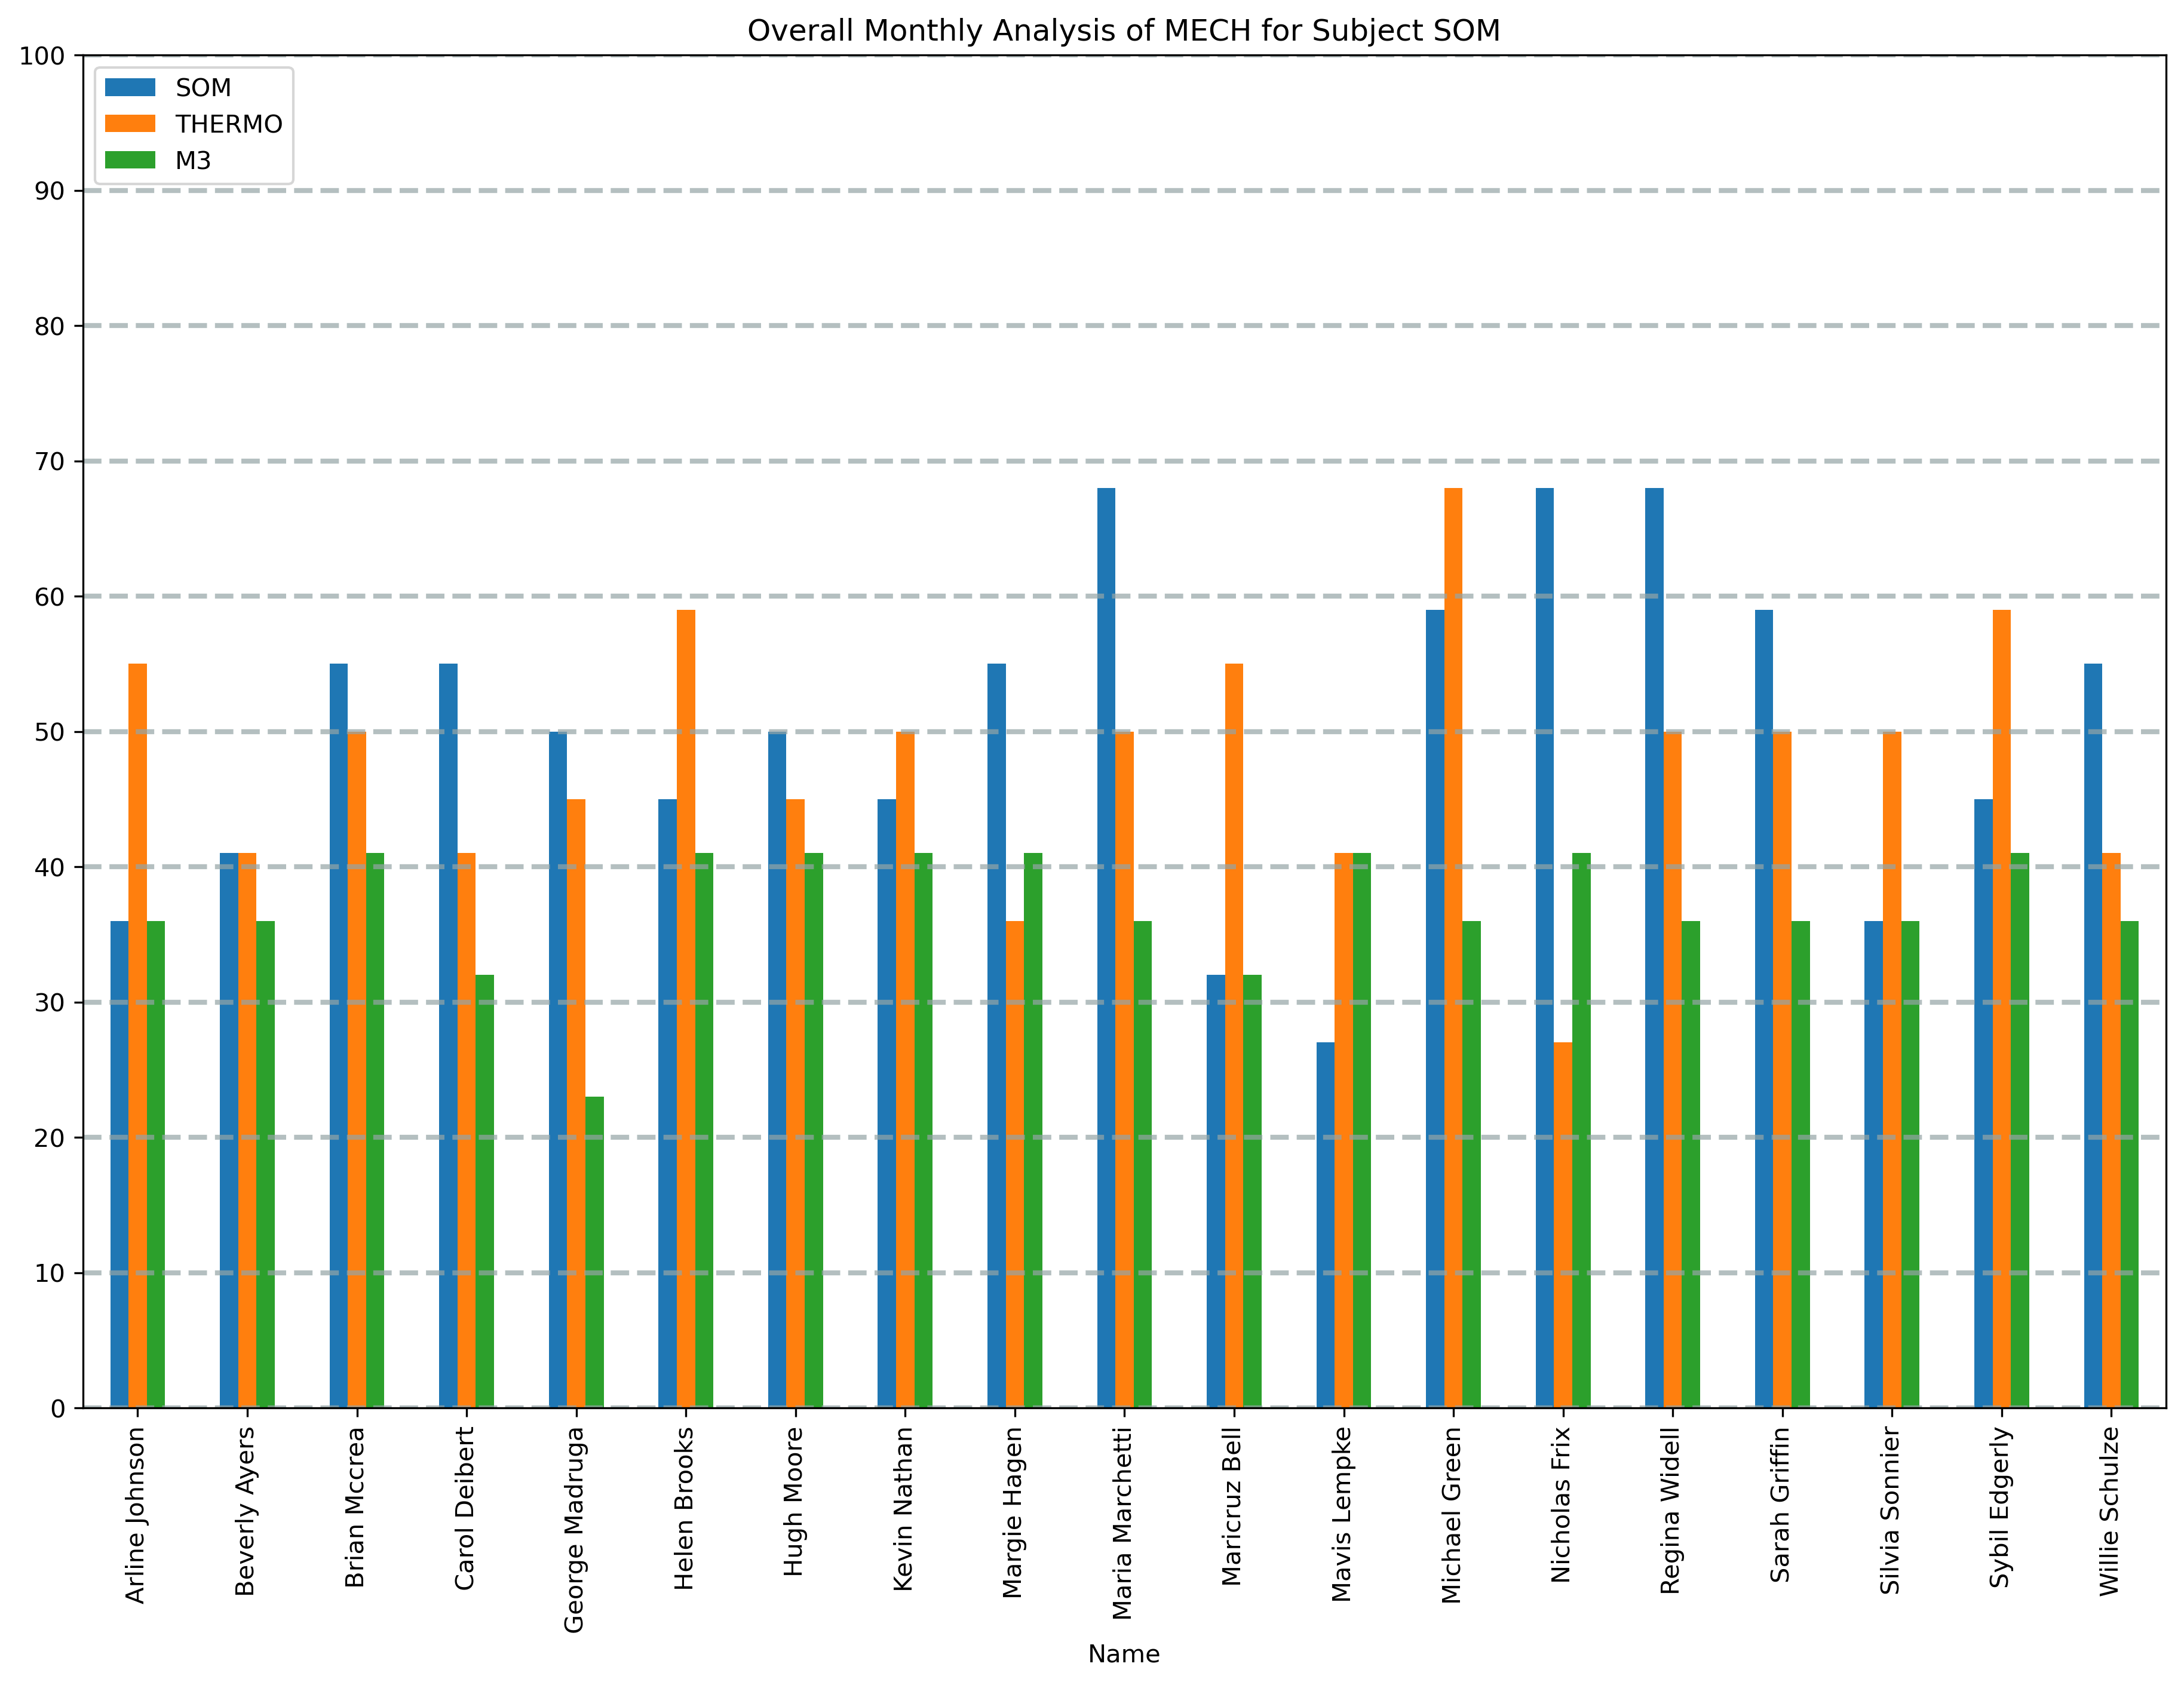 Overall Monthly Analysis of MECH for Subject SOM
100
90
80
70
60
50
40
30
20
10
0
SOM
THERMO
M3
Arline Johnson
Beverly Ayers
Brian Mccrea
Carol Deibert
George Madruga
Helen Brooks
Hugh Moore
Kevin Nathan
Margie Hagen
Maria Marchetti
Maricruz Bell
Mavis Lempke
Michael Green
Nicholas Frix
Regina Widell
Sarah Griffin
Silvia Sonnier
Sybil Edgerly
Willie Schulze
Name